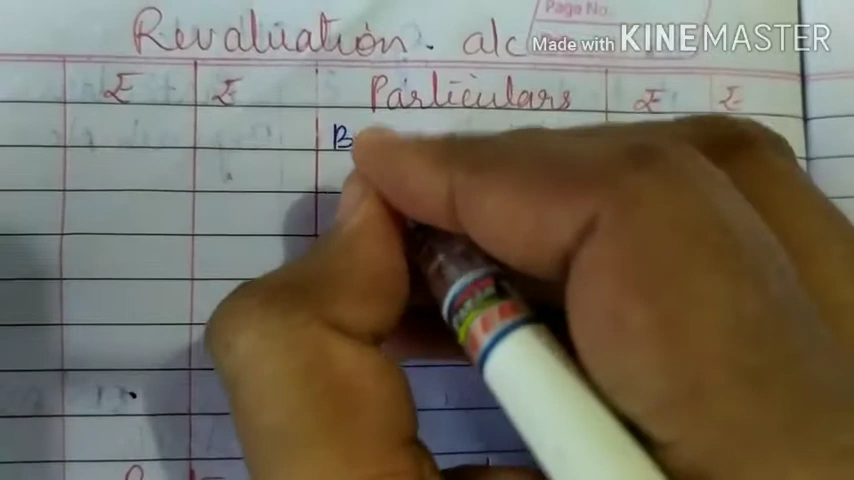 Page No.
Revaluation. a/c
Made with KINEMASTER
₹ ₹ Particulars ₹ ₹
B